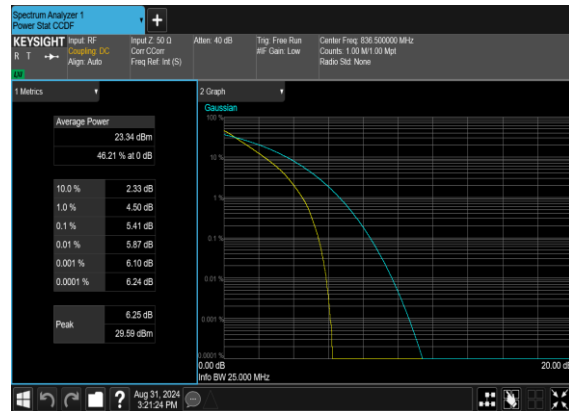 Spectrum Analyzer 1
Power Stat CCDF
KEYSIGHT
R T
LXI
Input: RF
Coupling: DC
Align: Auto
Input Z: 50 Ω
Corr CCorr
Freq Ref: Int (S)
Atten: 40 dB
Trig: Free Run
#IF Gain: Low
Center Freq: 836.500000 MHz
Counts: 1.00 M/1.00 Mpt
Radio Std: None
1 Metrics
Average Power
23.34 dBm
46.21 % at 0 dB
10.0 % 2.33 dB
1.0 % 4.50 dB
0.1 % 5.41 dB
0.01 % 5.87 dB
0.001 % 6.10 dB
0.0001 % 6.24 dB
Peak
6.25 dB
29.59 dBm
2 Graph
Gaussian
100 %
10 %
1 %
0.1 %
0.01 %
0.001 %
0.0001 %
0.00 dB
20.00 dB
Info BW 25.000 MHz
?
Aug 31, 2024
3:21:24 PM